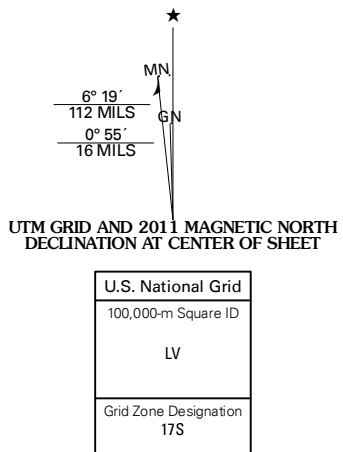 ★
MN
6° 19´
112 MILS
GN
0° 55´
16 MILS
UTM GRID AND 2011 MAGNETIC NORTH
DECLINATION AT CENTER OF SHEET
U.S. National Grid
100,000-m Square ID
LV
Grid Zone Designation
17S